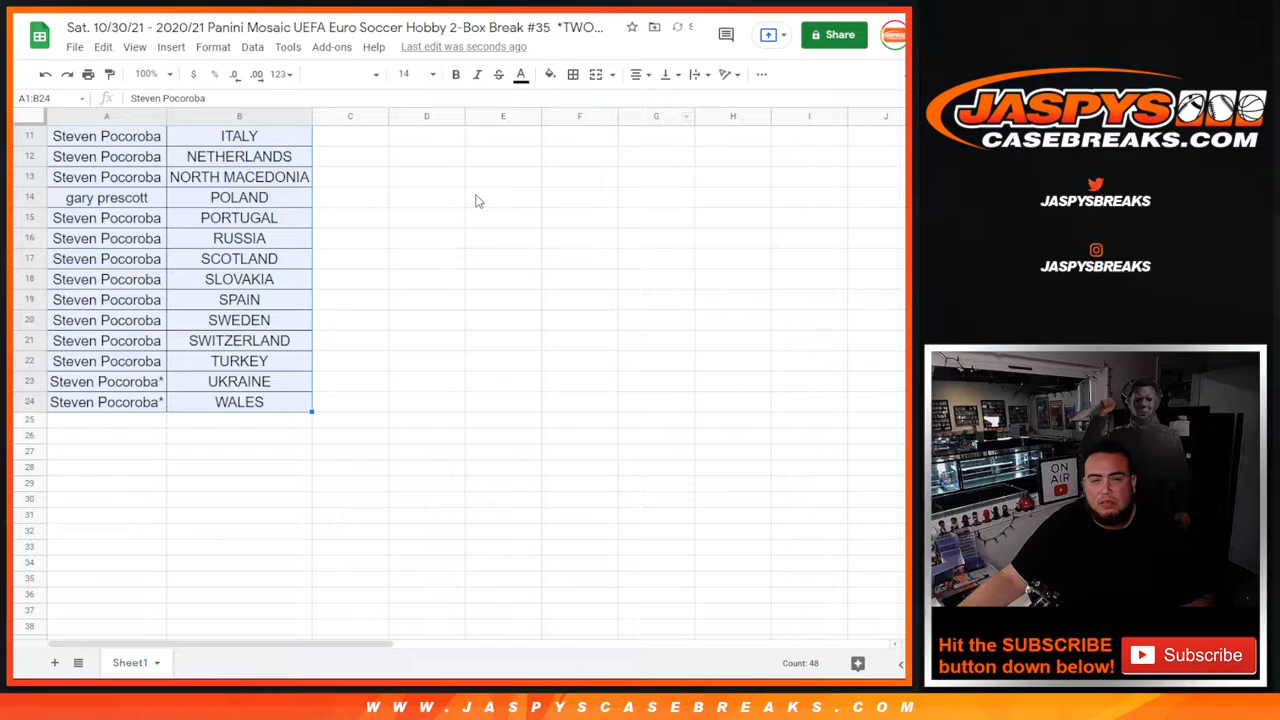 Sat. 10/30/21 - 2020/21 Panini Mosaic UEFA Euro Soccer Hobby 2-Box Break #35 *TWO...
File Edit View Insert Format Data Tools Add-ons Help Last edit was seconds ago
Share
100% $ % .0 .00 123 14 B I S A
A1:B24 fx Steven Pocoroba
A B C D E F G H I J
11 Steven Pocoroba ITALY
12 Steven Pocoroba NETHERLANDS
13 Steven Pocoroba NORTH MACEDONIA
14 gary prescott POLAND
15 Steven Pocoroba PORTUGAL
16 Steven Pocoroba RUSSIA
17 Steven Pocoroba SCOTLAND
18 Steven Pocoroba SLOVAKIA
19 Steven Pocoroba SPAIN
20 Steven Pocoroba SWEDEN
21 Steven Pocoroba SWITZERLAND
22 Steven Pocoroba TURKEY
23 Steven Pocoroba* UKRAINE
24 Steven Pocoroba* WALES
25
26
27
28
29
30
31
32
33
34
35
36
37
38
Sheet1
Count: 48
JASPYS
CASEBREAKS.COM
JASPYSBREAKS
JASPYSBREAKS
ON
AIR
Hit the SUBSCRIBE
button down below!
Subscribe
WWW.JASPYSCASEBREAKS.COM